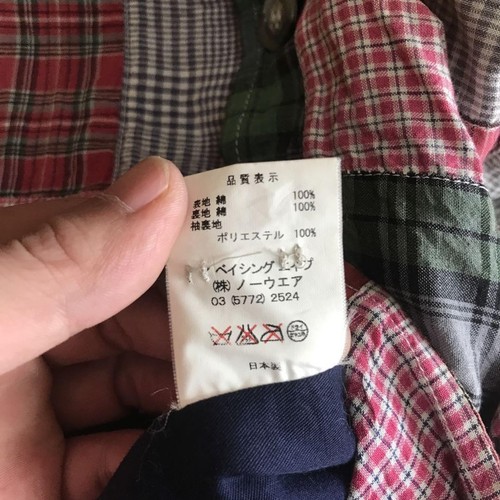 品質表示
表地 綿 100%
裏地 綿 100%
袖裏地
ポリエステル 100%
ベイシング エイプ
(株) ノーウエア
03 (5772) 2524
日本製